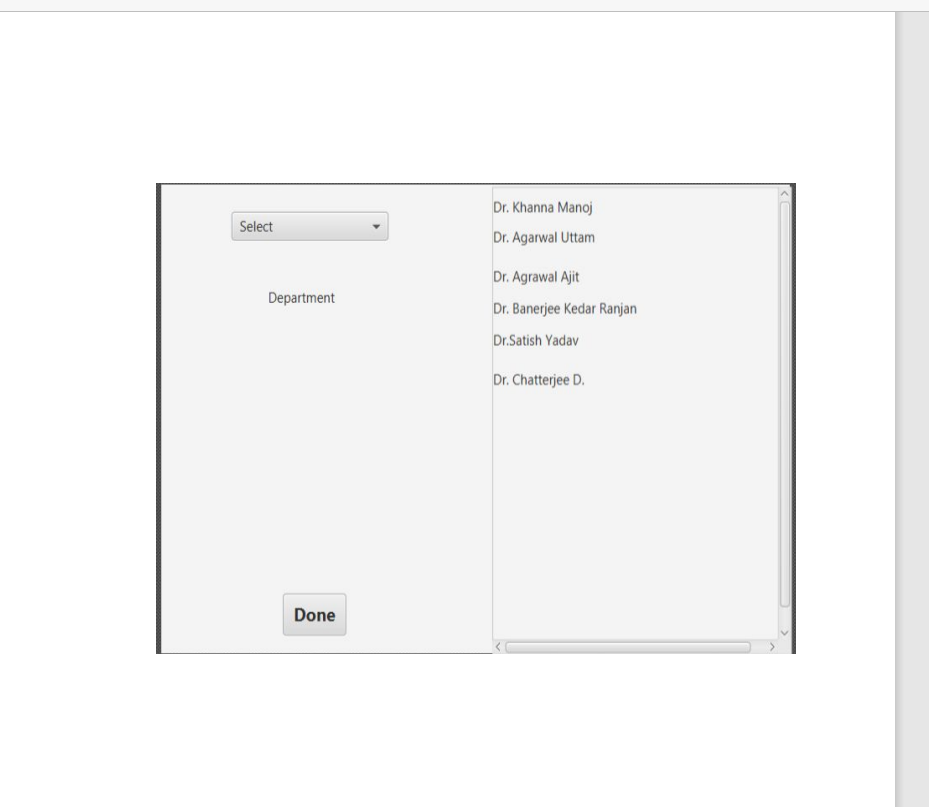 Select
Department
Done
Dr. Khanna Manoj
Dr. Agarwal Uttam
Dr. Agrawal Ajit
Dr. Banerjee Kedar Ranjan
Dr.Satish Yadav
Dr. Chatterjee D.